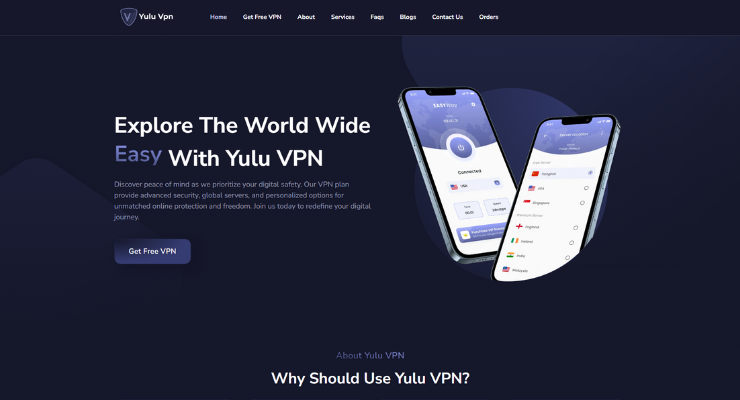 Yulu Vpn
Home Get Free VPN About Services Faqs Blogs Contact Us Orders
Explore The World Wide
Easy With Yulu VPN
Discover peace of mind as we prioritize your digital safety. Our VPN plan
provide advanced security, global servers, and personalized options for
unmatched online protection and freedom. Join us today to redefine your digital
journey.
Get Free VPN
Connected
USA
USA
Singapore
England
Ireland
India
Malaysia
About Yulu VPN
Why Should Use Yulu VPN?